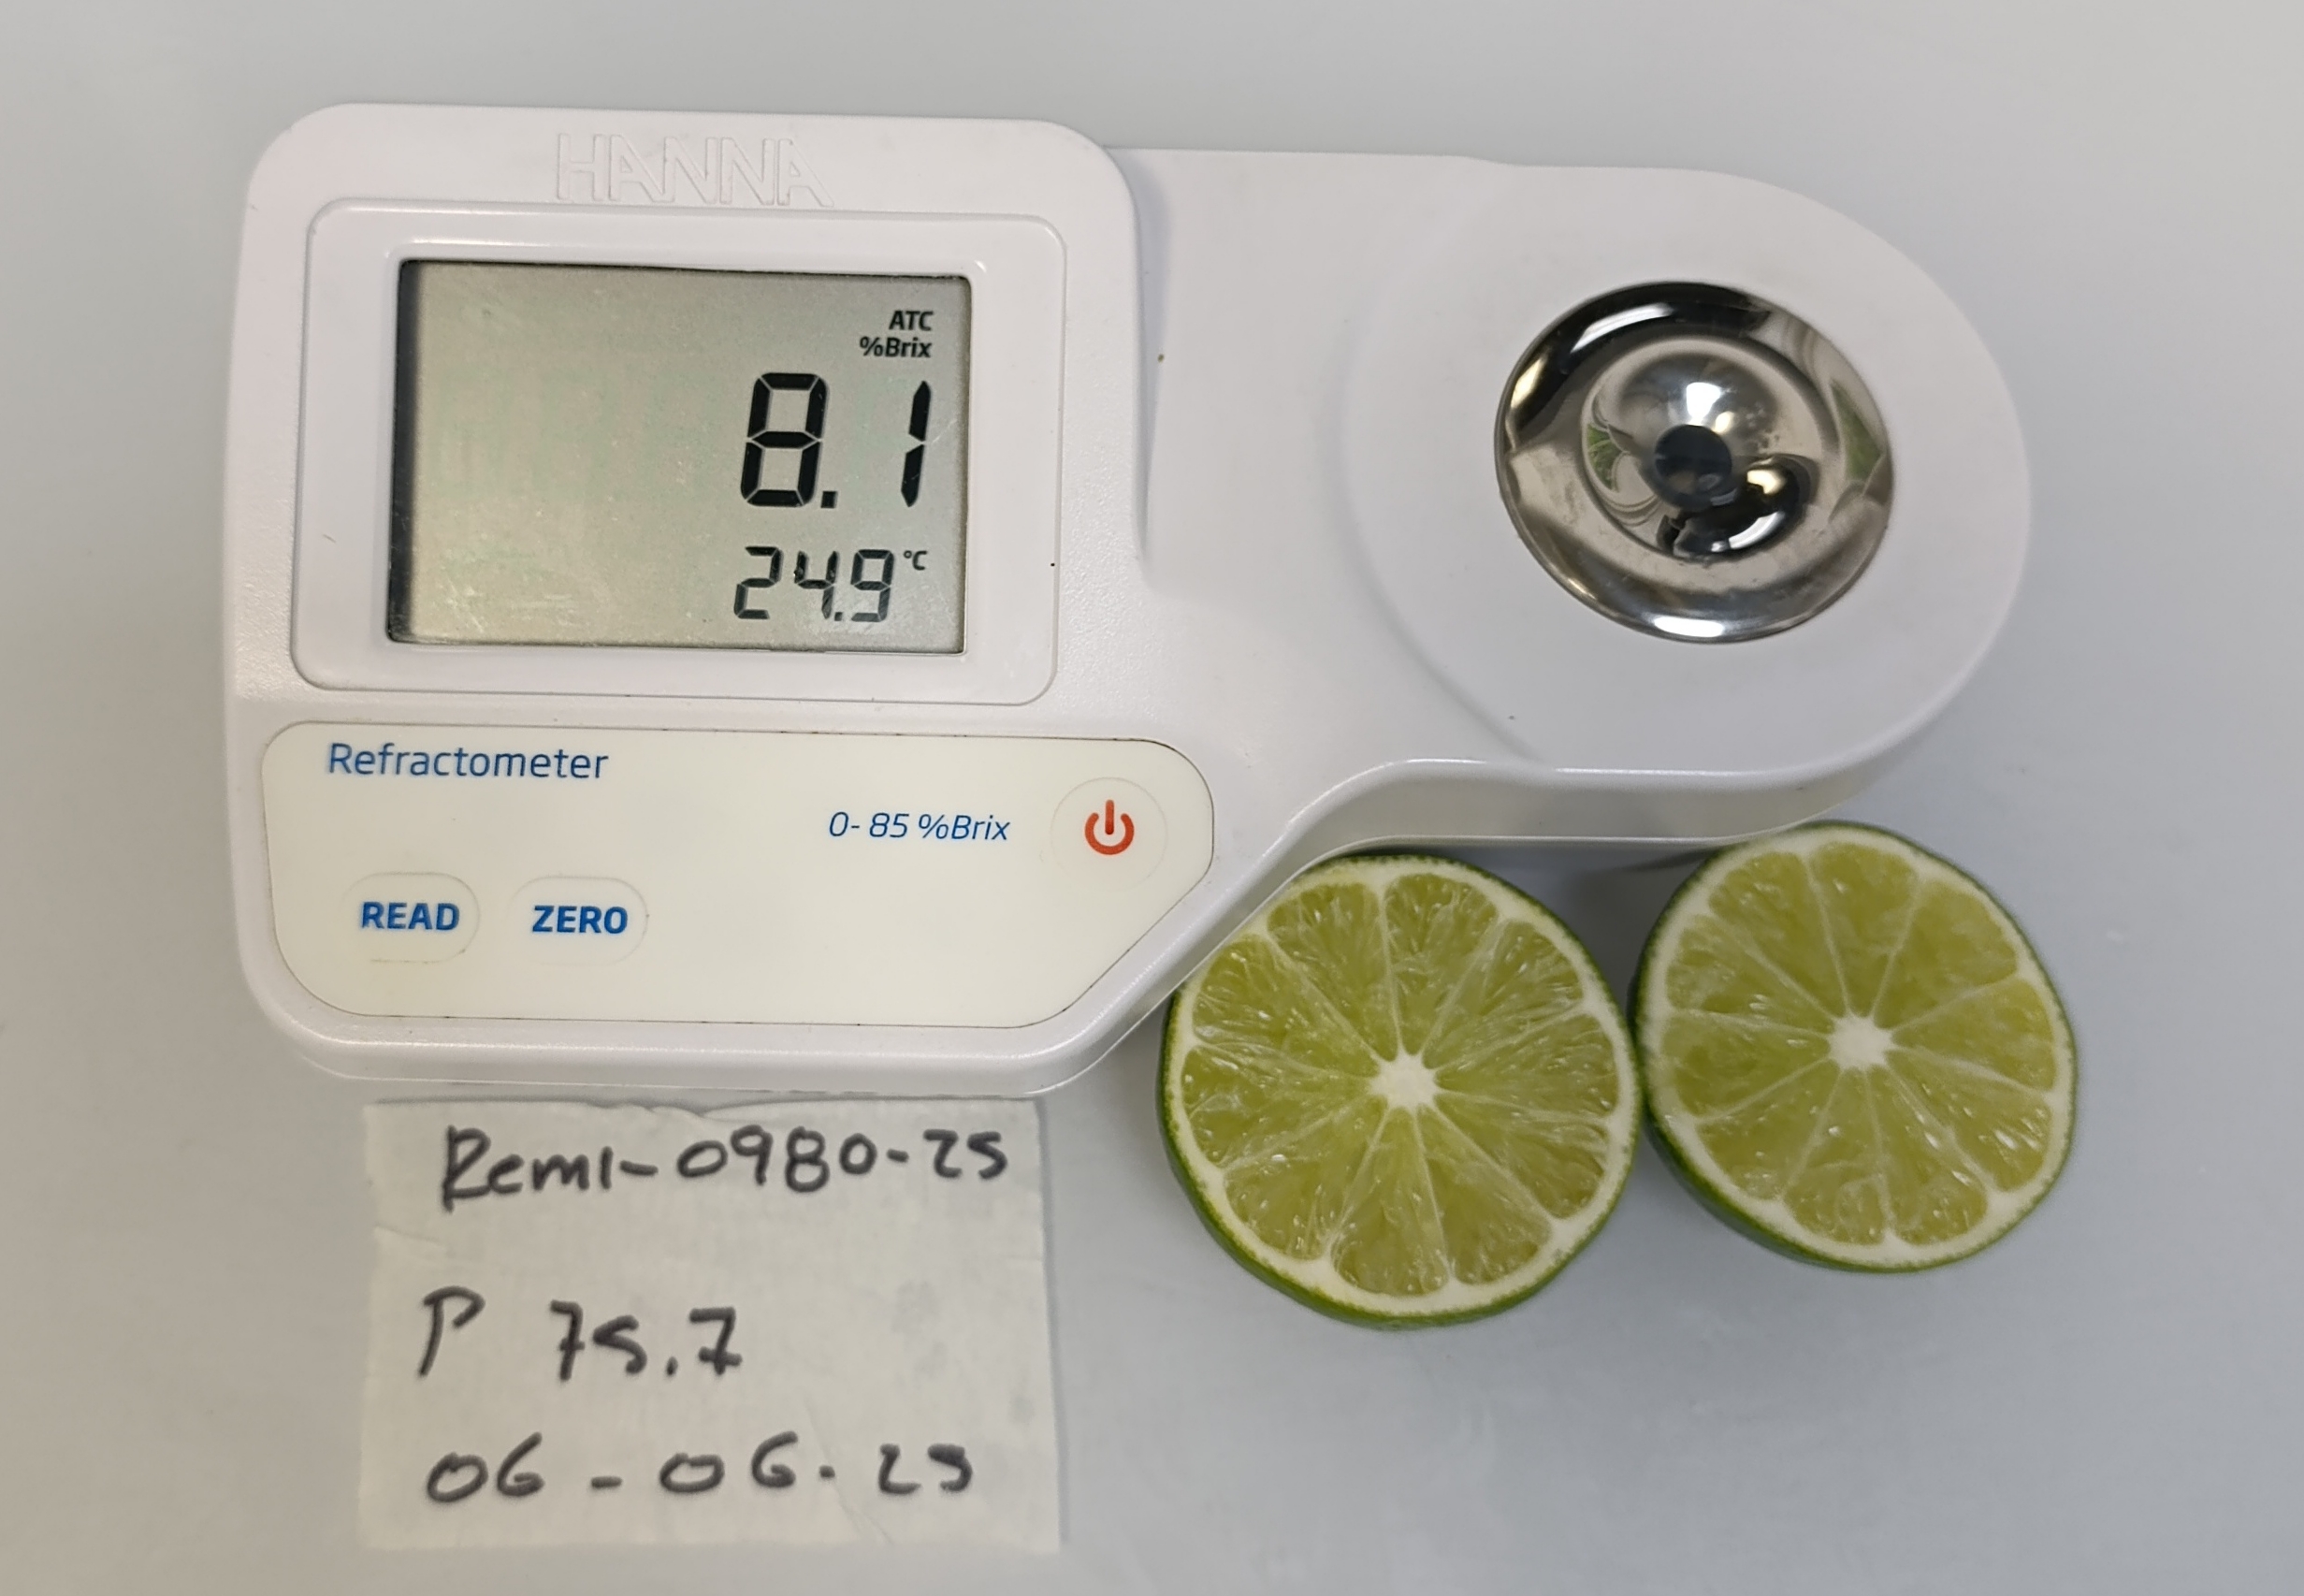 HANNA
ATC
%Brix
8.1
24.9 °C
Refractometer
0-85 %Brix
READ ZERO
Remi-0980-25
P 75.7
06-06-25